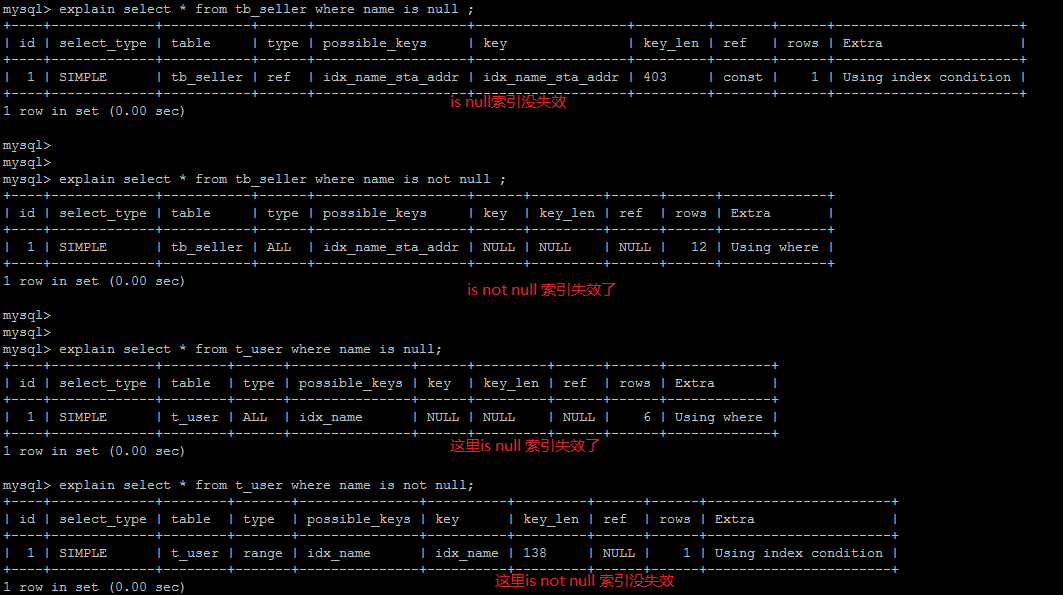 mysql> explain select * from tb_seller where name is null ;
+----+-------------+-----------+------+-------------------+-------------------+---------+-------+------+-----------------------+
| id | select_type | table     | type | possible_keys     | key               | key_len | ref   | rows | Extra                 |
+----+-------------+-----------+------+-------------------+-------------------+---------+-------+------+-----------------------+
|  1 | SIMPLE      | tb_seller | ref  | idx_name_sta_addr | idx_name_sta_addr | 403     | const |    1 | Using index condition |
+----+-------------+-----------+------+-------------------+-------------------+---------+-------+------+-----------------------+
is null索引没失效
1 row in set (0.00 sec)
mysql>
mysql>
mysql> explain select * from tb_seller where name is not null ;
+----+-------------+-----------+------+-------------------+------+---------+------+------+-------------+
| id | select_type | table     | type | possible_keys     | key  | key_len | ref  | rows | Extra       |
+----+-------------+-----------+------+-------------------+------+---------+------+------+-------------+
|  1 | SIMPLE      | tb_seller | ALL  | idx_name_sta_addr | NULL | NULL    | NULL |   12 | Using where |
+----+-------------+-----------+------+-------------------+------+---------+------+------+-------------+
1 row in set (0.00 sec)
is not null 索引失效了
mysql>
mysql>
mysql> explain select * from t_user where name is null;
+----+-------------+--------+------+---------------+------+---------+------+------+-------------+
| id | select_type | table  | type | possible_keys | key  | key_len | ref  | rows | Extra       |
+----+-------------+--------+------+---------------+------+---------+------+------+-------------+
|  1 | SIMPLE      | t_user | ALL  | idx_name      | NULL | NULL    | NULL |    6 | Using where |
+----+-------------+--------+------+---------------+------+---------+------+------+-------------+
这里is null 索引失效了
1 row in set (0.00 sec)
mysql> explain select * from t_user where name is not null;
+----+-------------+--------+-------+---------------+----------+---------+------+------+-----------------------+
| id | select_type | table  | type  | possible_keys | key      | key_len | ref  | rows | Extra                 |
+----+-------------+--------+-------+---------------+----------+---------+------+------+-----------------------+
|  1 | SIMPLE      | t_user | range | idx_name      | idx_name | 138     | NULL |    1 | Using index condition |
+----+-------------+--------+-------+---------------+----------+---------+------+------+-----------------------+
这里is not null 索引没失效
1 row in set (0.00 sec)